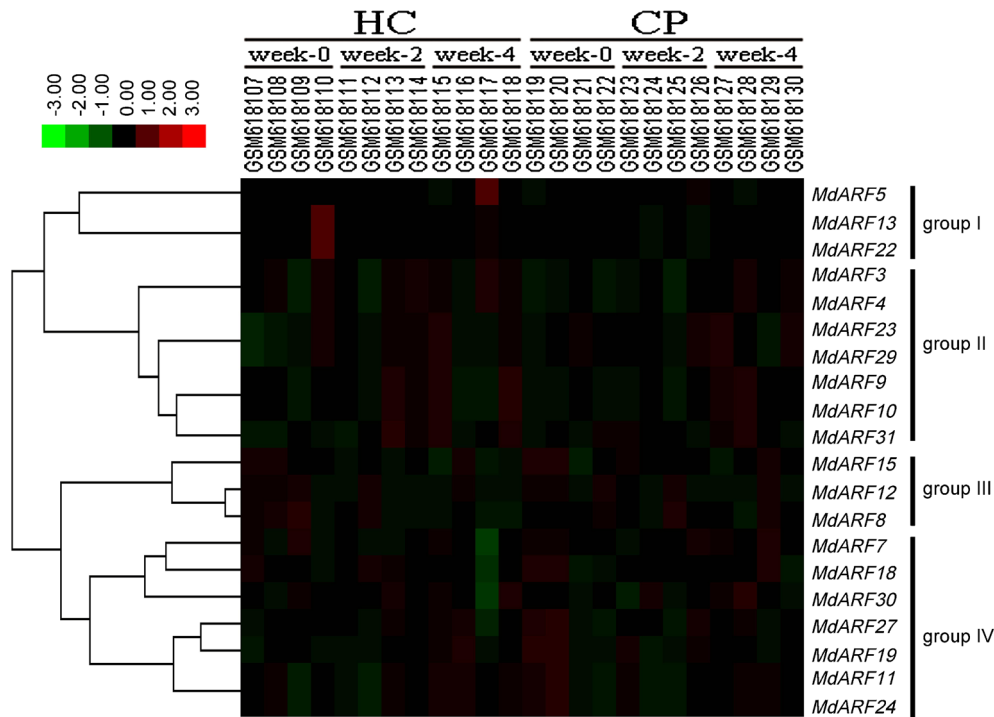 HC CP
week-0 week-2 week-4 week-0 week-2 week-4
-3.00 -2.00 -1.00 0.00 1.00 2.00 3.00
GSM618107 GSM618108 GSM618109 GSM618110 GSM618111 GSM618112 GSM618113 GSM618114 GSM618115 GSM618116 GSM618117 GSM618118 GSM618119 GSM618120 GSM618121 GSM618122 GSM618123 GSM618124 GSM618125 GSM618126 GSM618127 GSM618128 GSM618129 GSM618130
MdARF5
MdARF13
MdARF22
group I
MdARF3
MdARF4
MdARF23
MdARF29
MdARF9
MdARF10
MdARF31
group II
MdARF15
MdARF12
MdARF8
group III
MdARF7
MdARF18
MdARF30
MdARF27
MdARF19
MdARF11
MdARF24
group IV